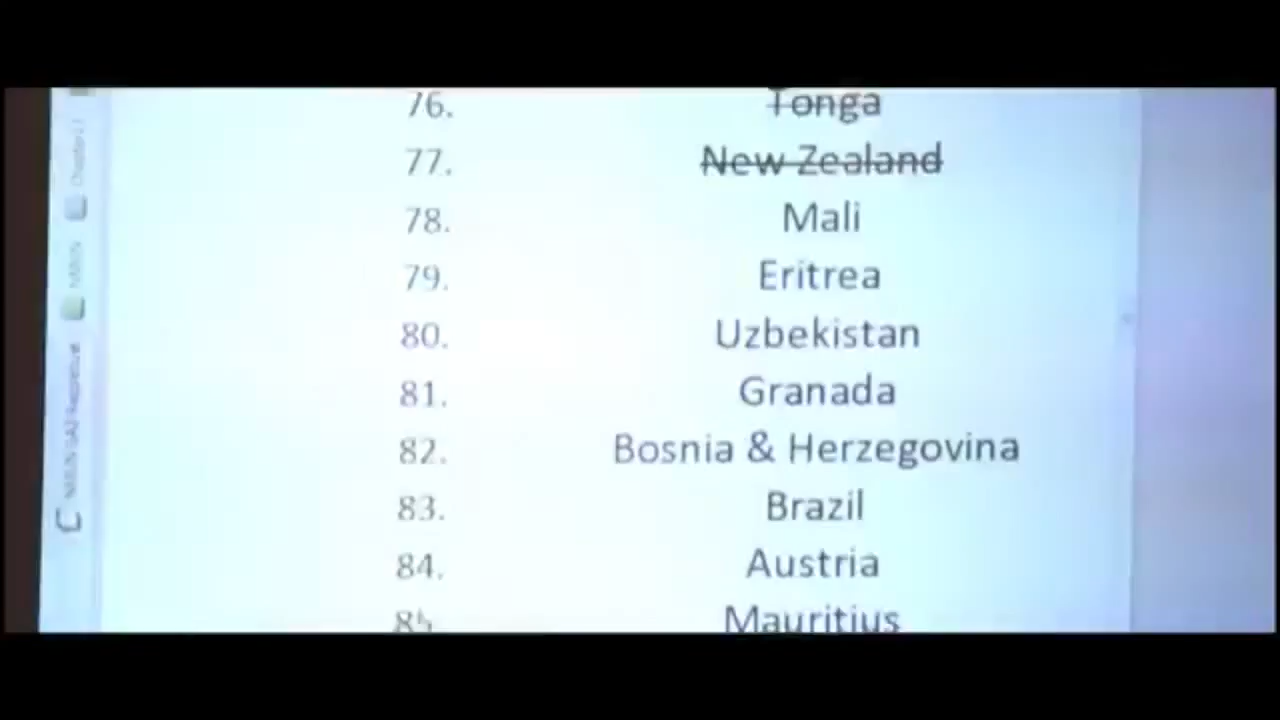 76. Tonga
77. New Zealand
78. Mali
79. Eritrea
80. Uzbekistan
81. Granada
82. Bosnia & Herzegovina
83. Brazil
84. Austria
85 Mauritius